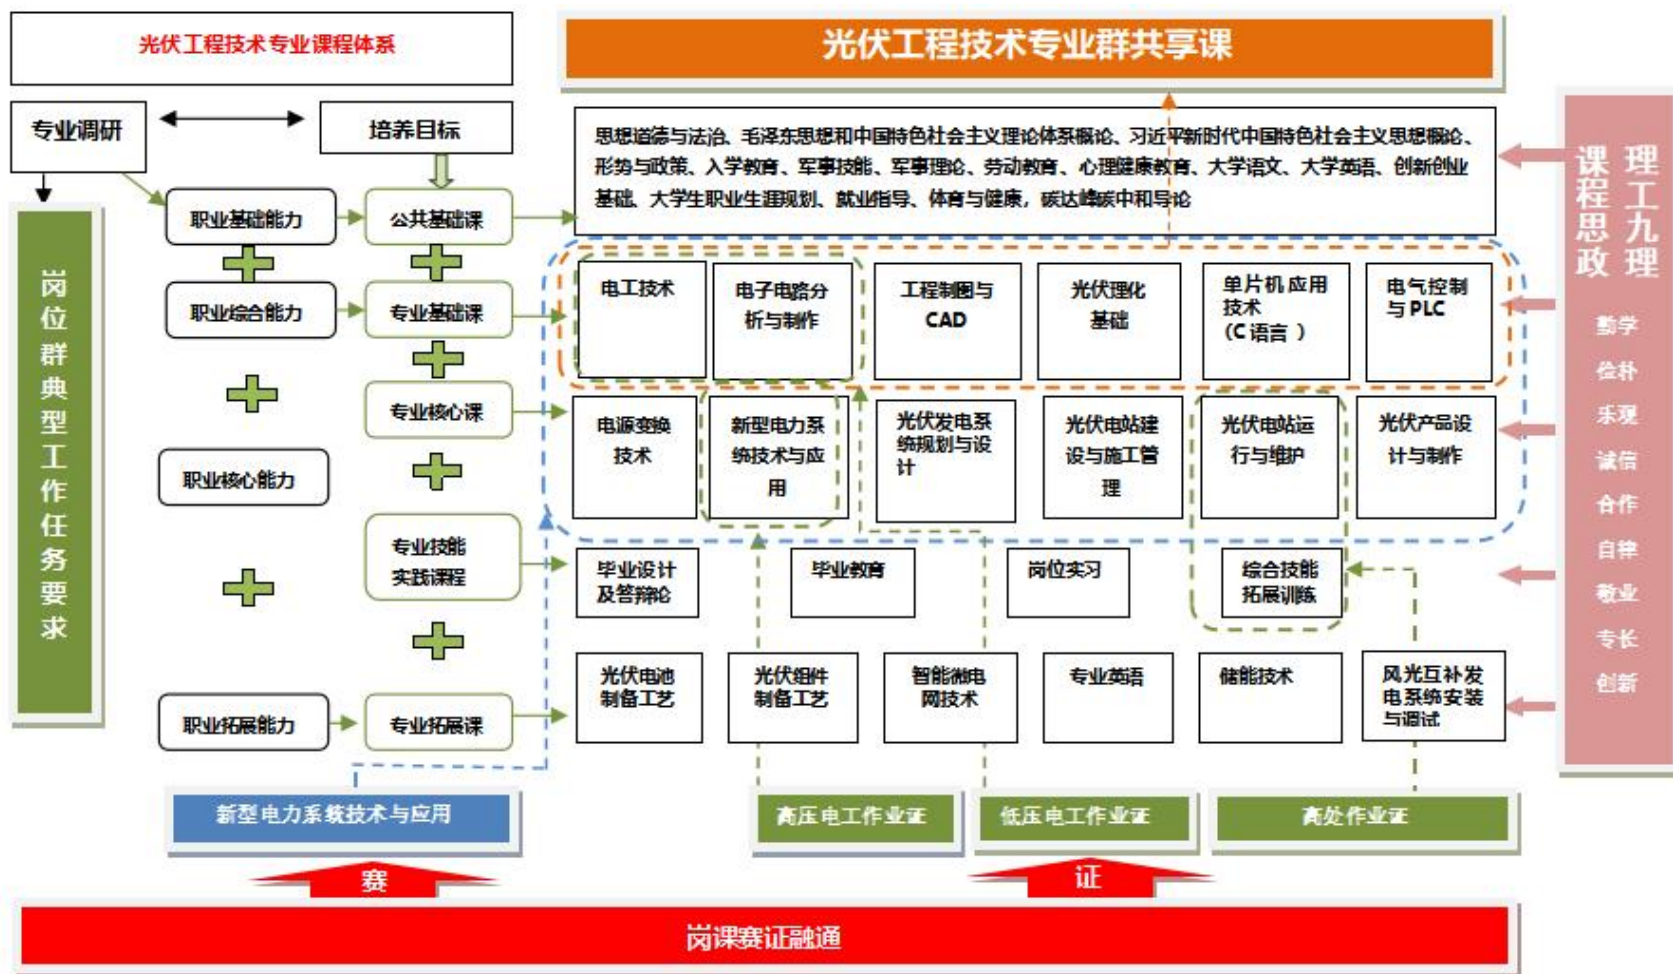 光伏工程技术专业课程体系
光伏工程技术专业群共享课
专业调研
培养目标
思想道德与法治、毛泽东思想和中国特色社会主义理论体系概论、习近平新时代中国特色社会主义思想概论、
形势与政策、入学教育、军事技能、军事理论、劳动教育、心理健康教育、大学语文、大学英语、创新创业
基础、大学生职业生涯规划、就业指导、体育与健康，碳达峰碳中和导论
课程思政
理工九理
勤学
俭朴
乐观
诚信
合作
自律
敬业
专长
创新
岗位群典型工作任务要求
职业基础能力
公共基础课
职业综合能力
专业基础课
电工技术
电子电路分
析与制作
工程制图与
CAD
光伏理化
基础
单片机应用
技术
（C语言 ）
电气控制
与PLC
专业核心课
电源变换
技术
新型电力系
统技术与应
用
光伏发电系
统规划与设
计
光伏电站建
设与施工管
理
光伏电站运
行与维护
光伏产品设
计与制作
职业核心能力
专业技能
实践课程
毕业设计
及答辩论
毕业教育
岗位实习
综合技能
拓展训练
职业拓展能力
专业拓展课
光伏电池
制备工艺
光伏组件
制备工艺
智能微电
网技术
专业英语
储能技术
风光互补发
电系统安装
与调试
新型电力系统技术与应用
高压电工作业证
低压电工作业证
高处作业证
赛
证
岗课赛证融通